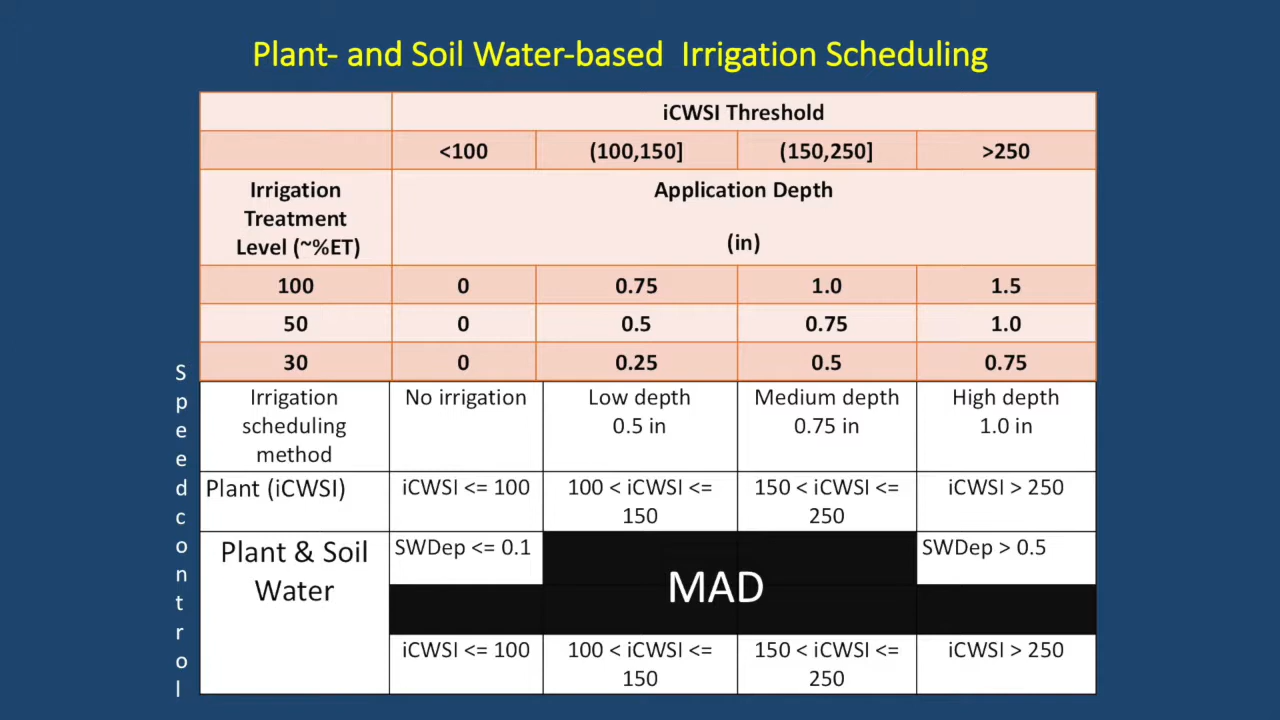 Plant- and Soil Water-based Irrigation Scheduling
iCWSI Threshold
<100 (100,150] (150,250] >250
Irrigation Treatment Level (~%ET)
Application Depth
(in)
100 0 0.75 1.0 1.5
50 0 0.5 0.75 1.0
30 0 0.25 0.5 0.75
Speed control
Irrigation scheduling method
No irrigation
Low depth
0.5 in
Medium depth
0.75 in
High depth
1.0 in
Plant (iCWSI)
iCWSI <= 100
100 < iCWSI <=
150
150 < iCWSI <=
250
iCWSI > 250
Plant & Soil
Water
SWDep <= 0.1
MAD
SWDep > 0.5
iCWSI <= 100
100 < iCWSI <=
150
150 < iCWSI <=
250
iCWSI > 250